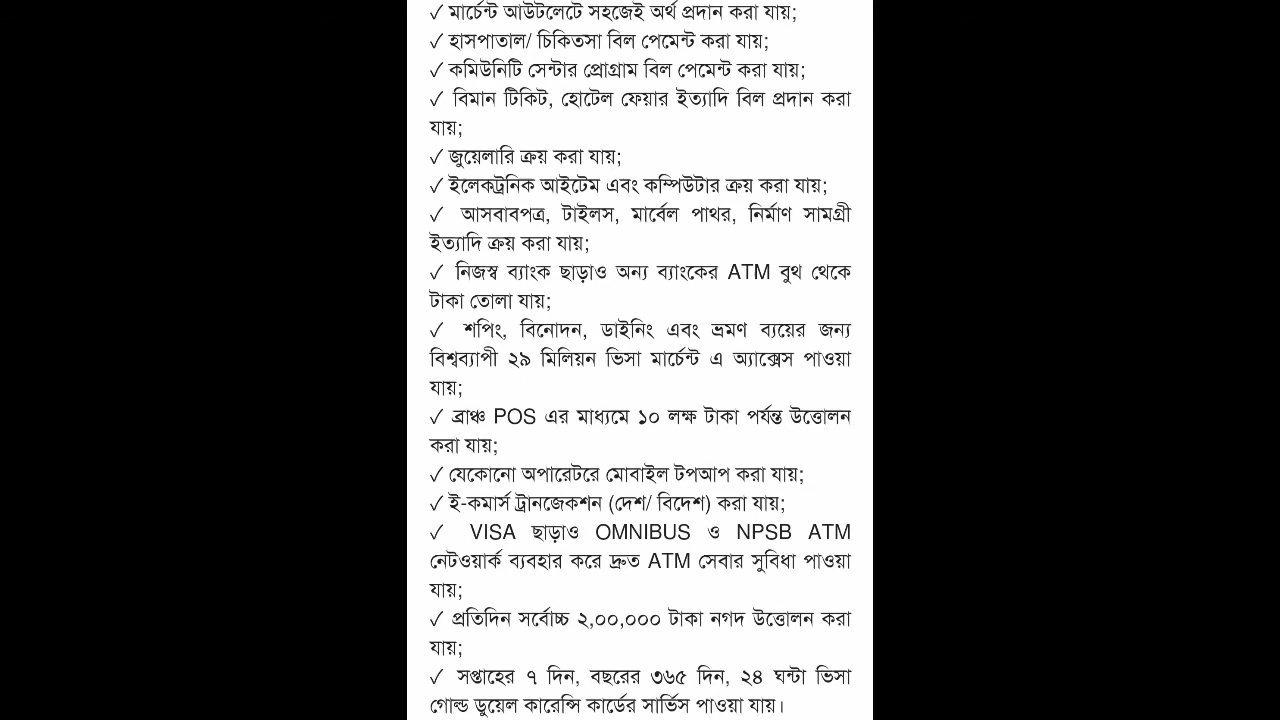 ✓ মার্চেন্ট আউটলেটে সহজেই অর্থ প্রদান করা যায়;
✓ হাসপাতাল/ চিকিতসা বিল পেমেন্ট করা যায়;
✓ কমিউনিটি সেন্টার প্রোগ্রাম বিল পেমেন্ট করা যায়;
✓ বিমান টিকিট, হোটেল ফেয়ার ইত্যাদি বিল প্রদান করা
যায়;
✓ জুয়েলারি ক্রয় করা যায়;
✓ ইলেকট্রনিক আইটেম এবং কম্পিউটার ক্রয় করা যায়;
✓ আসবাবপত্র, টাইলস, মার্বেল পাথর, নির্মাণ সামগ্রী
ইত্যাদি ক্রয় করা যায়;
✓ নিজস্ব ব্যাংক ছাড়াও অন্য ব্যাংকের ATM বুথ থেকে
টাকা তোলা যায়;
✓ শপিং, বিনোদন, ডাইনিং এবং ভ্রমণ ব্যয়ের জন্য
বিশ্বব্যাপী ২৯ মিলিয়ন ভিসা মার্চেন্ট এ অ্যাক্সেস পাওয়া
যায়;
✓ ব্রাঞ্চ POS এর মাধ্যমে ১০ লক্ষ টাকা পর্যন্ত উত্তোলন
করা যায়;
✓ যেকোনো অপারেটরে মোবাইল টপআপ করা যায়;
✓ ই-কমার্স ট্রানজেকশন (দেশ/ বিদেশ) করা যায়;
✓ VISA ছাড়াও OMNIBUS ও NPSB ATM
নেটওয়ার্ক ব্যবহার করে দ্রুত ATM সেবার সুবিধা পাওয়া
যায়;
✓ প্রতিদিন সর্বোচ্চ ২,০০,০০০ টাকা নগদ উত্তোলন করা
যায়;
✓ সপ্তাহের ৭ দিন, বছরের ৩৬৫ দিন, ২৪ ঘন্টা ভিসা
গোল্ড ডুয়েল কারেন্সি কার্ডের সার্ভিস পাওয়া যায়।